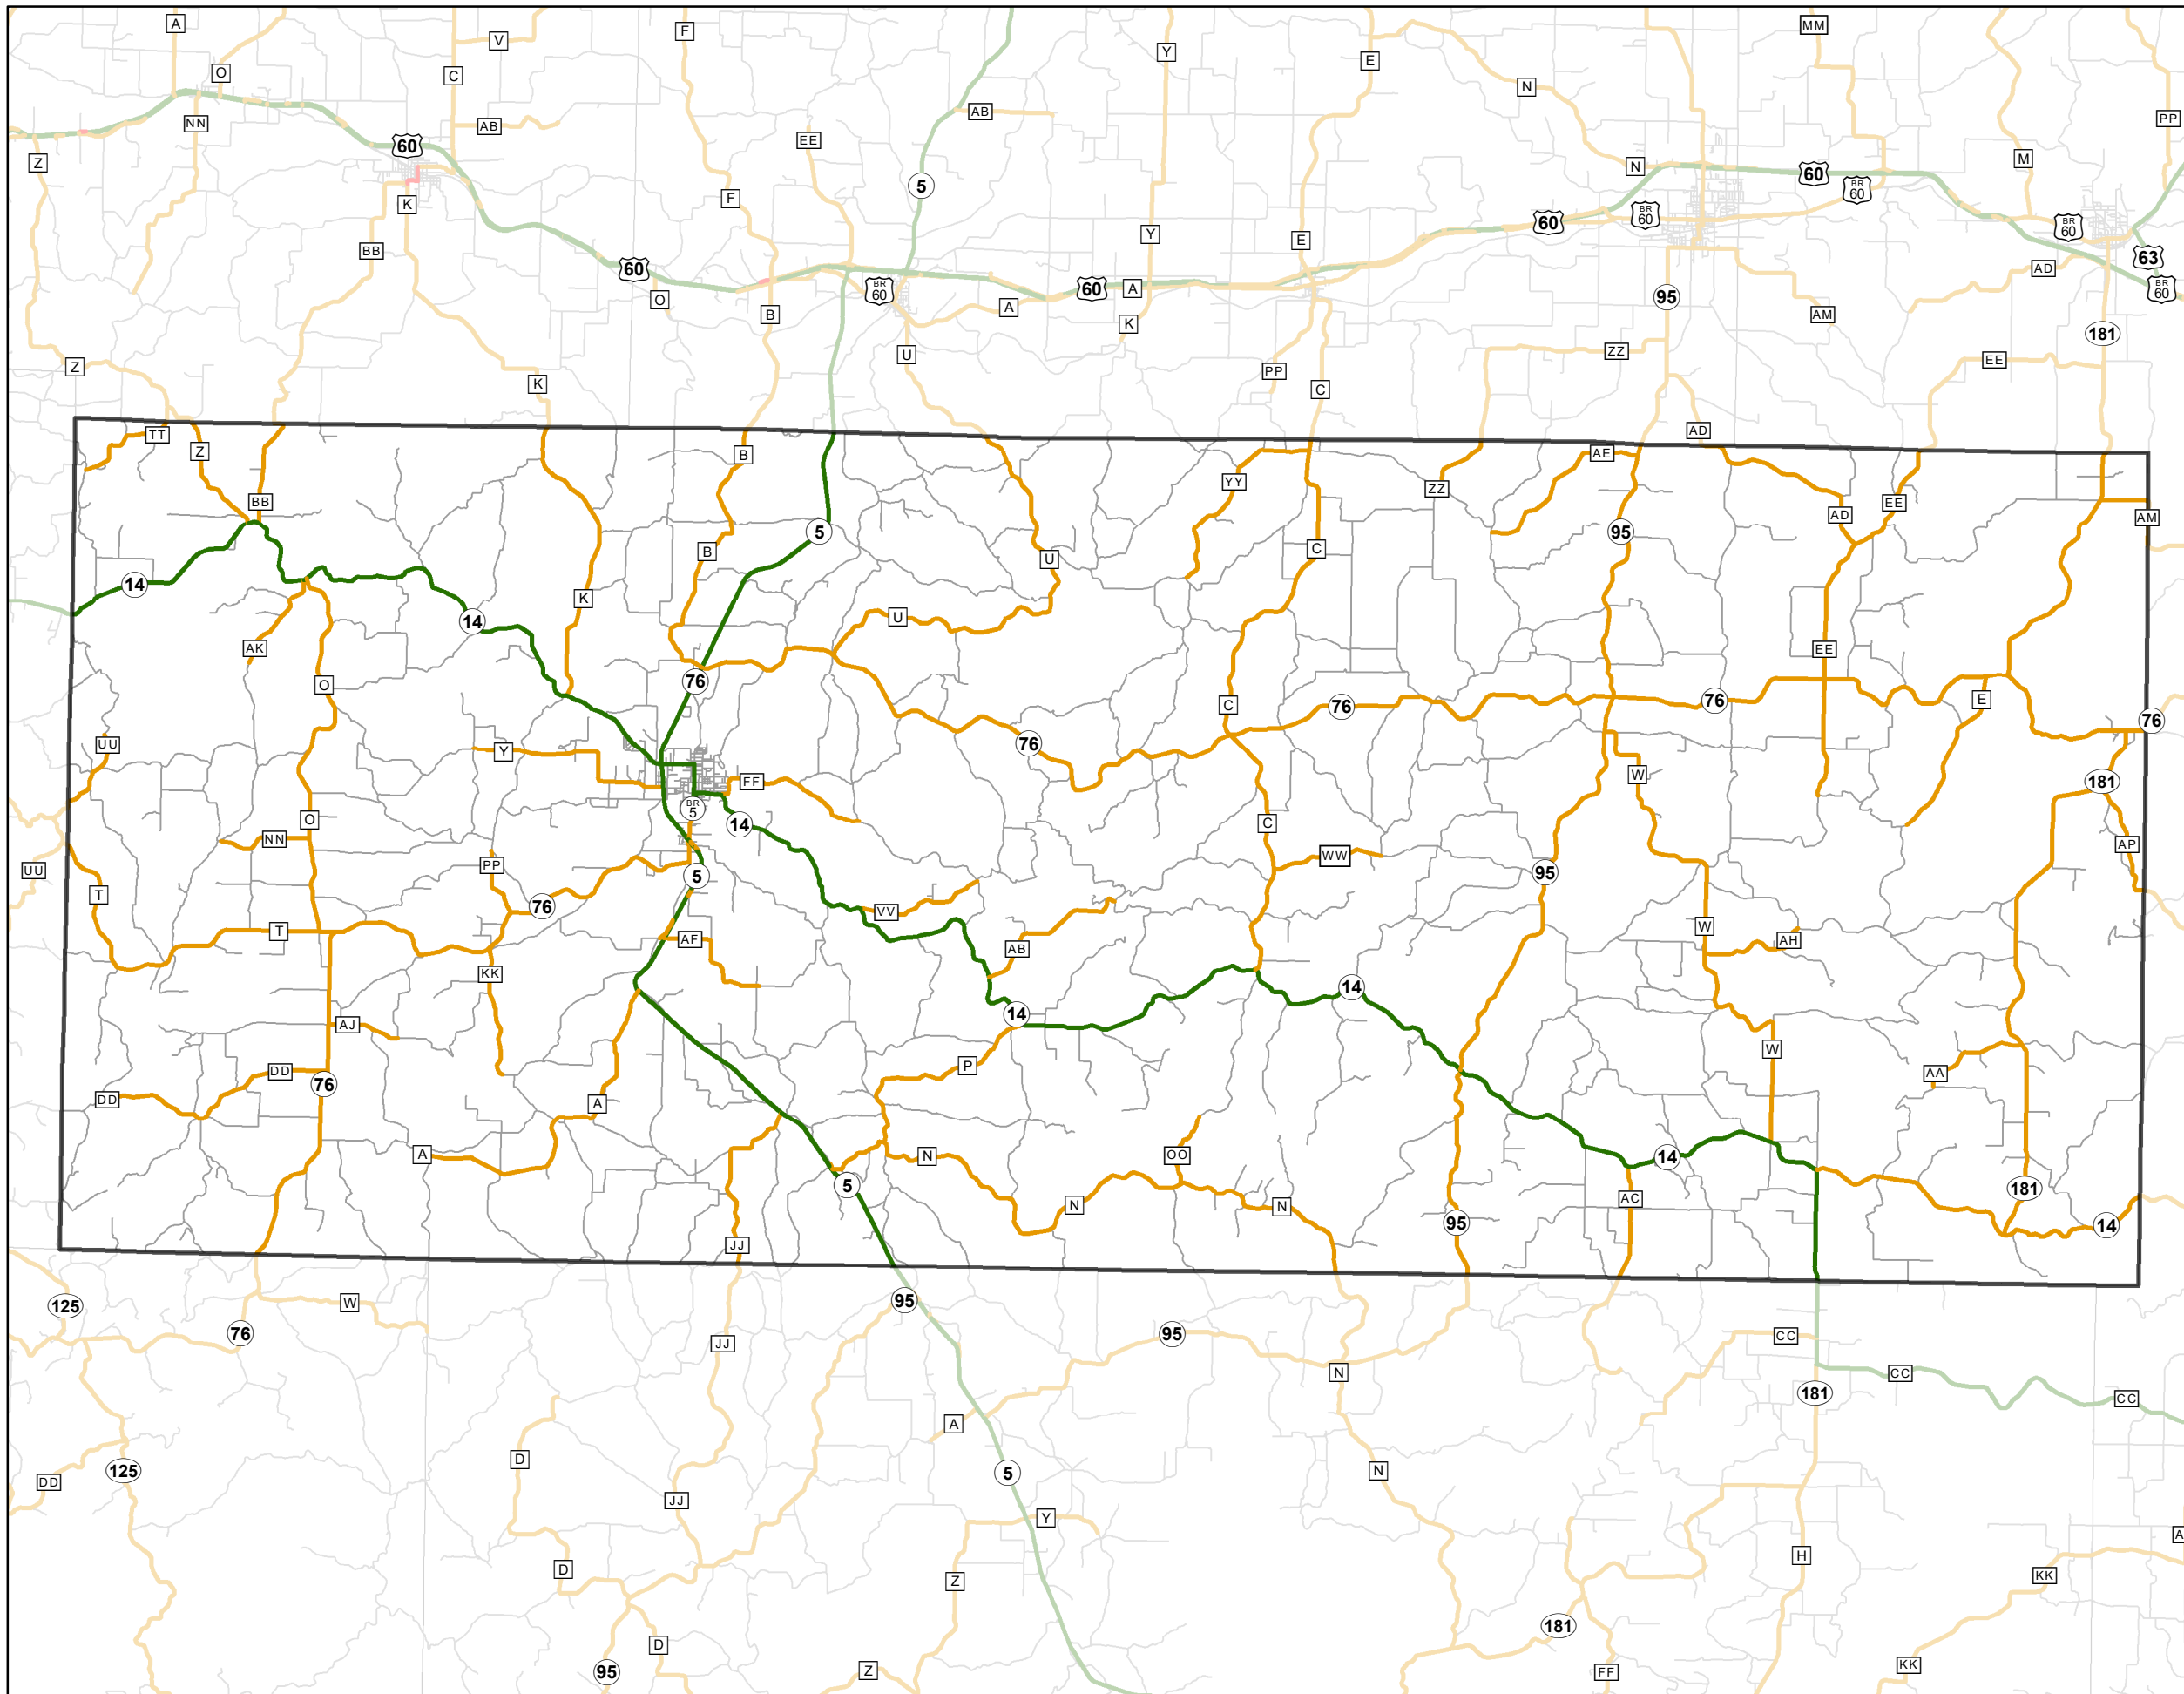 A
F
MM
V
O
C
Y
E
N
NN
AB
AB
PP
EE
60
Z
M
N
60
5
BR
60
F
K
BR
60
60
BR
60
Y
E
BB
63
60
AD
O
BR
60
60
A
BR
60
95
A
B
K
AM
181
U
ZZ
EE
Z
PP
K
C
AD
TT
Z
B
AE
YY
ZZ
BB
EE
AD
AM
5
95
C
B
U
14
K
U
14
AK
EE
76
O
E
76
C
76
76
UU
76
Y
W
FF
181
BR
5
O
14
C
NN
AP
WW
PP
UU
95
5
T
76
VV
W
T
AF
AH
AB
KK
14
14
AJ
W
P
DD
AA
76
DD
A
A
N
OO
14
5
181
AC
N
N
95
14
JJ
95
W
125
76
95
CC
JJ
N
CC
181
CC
A
D
125
N
5
DD
JJ
Y
A
H
D
KK
Z
181
D
KK
Z
95
FF